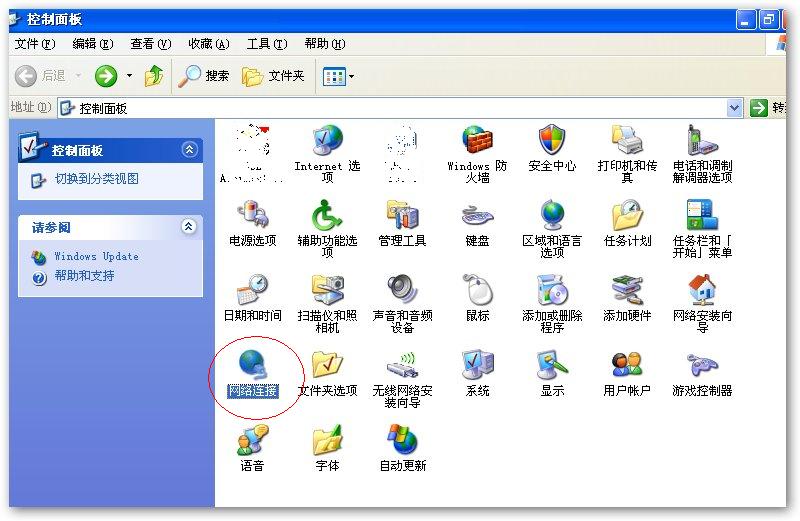 控制面板
文件(F) 编辑(E) 查看(V) 收藏(A) 工具(T) 帮助(H)
后退 搜索 文件夹
地址(D) 控制面板
控制面板
切换到分类视图
请参阅
Windows Update
帮助和支持
Internet 选
项
Windows 防
火墙
安全中心
打印机和传
真
电话和调制
解调器选项
电源选项
辅助功能选
项
管理工具
键盘
区域和语言
选项
任务计划
任务栏和「
开始」菜单
日期和时间
扫描仪和照
相机
声音和音频
设备
鼠标
添加或删除
程序
添加硬件
网络安装向
导
网络连接
文件夹选项
无线网络安
装向导
系统
显示
用户帐户
游戏控制器
语音
字体
自动更新